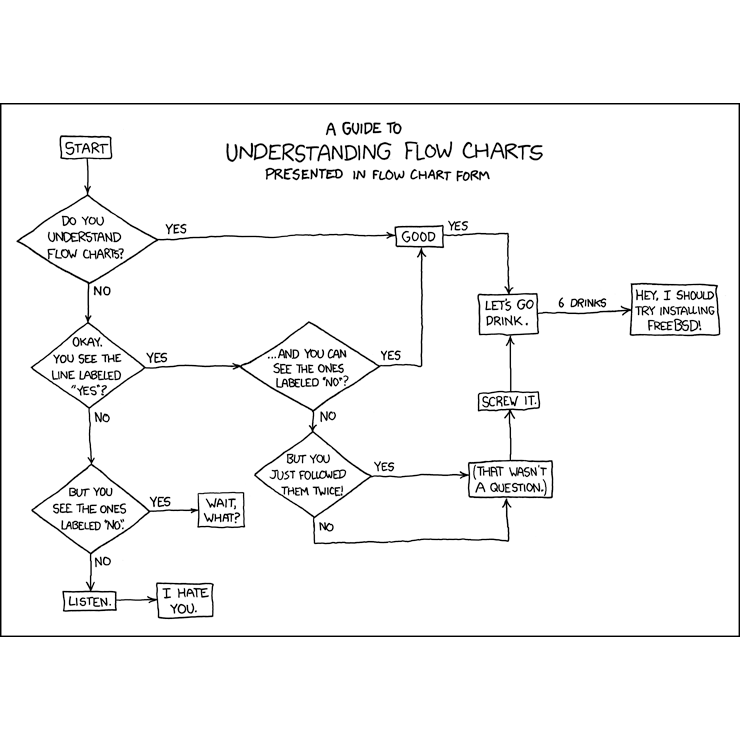 A GUIDE TO
UNDERSTANDING FLOW CHARTS
PRESENTED IN FLOW CHART FORM
START
DO YOU
UNDERSTAND
FLOW CHARTS?
YES
GOOD
YES
NO
LET'S GO
DRINK.
6 DRINKS
HEY, I SHOULD
TRY INSTALLING
FREEBSD!
OKAY.
YOU SEE THE
LINE LABELED
"YES"?
YES
...AND YOU CAN
SEE THE ONES
LABELED "NO"?
YES
NO
NO
SCREW IT.
BUT YOU
JUST FOLLOWED
THEM TWICE!
YES
(THAT WASN'T
A QUESTION.)
NO
BUT YOU
SEE THE ONES
LABELED "NO".
YES
WAIT,
WHAT?
NO
LISTEN.
I HATE
YOU.